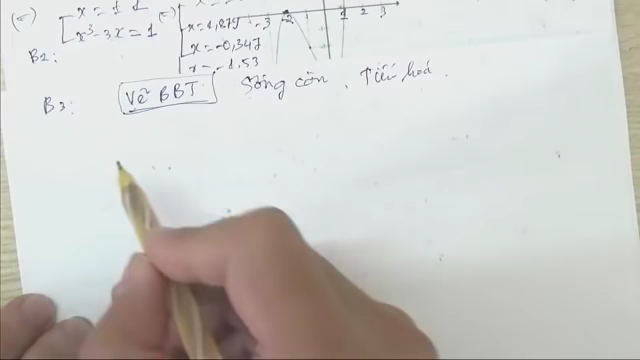 (=) [ x = ± 1 (=)
x³ - 3x = 1
x = 1,879
x = -0,347
x = -1,53
-3 -2 1 2 3
B2:
B3: Vẽ BBT Sống còn, Tiến hoá.